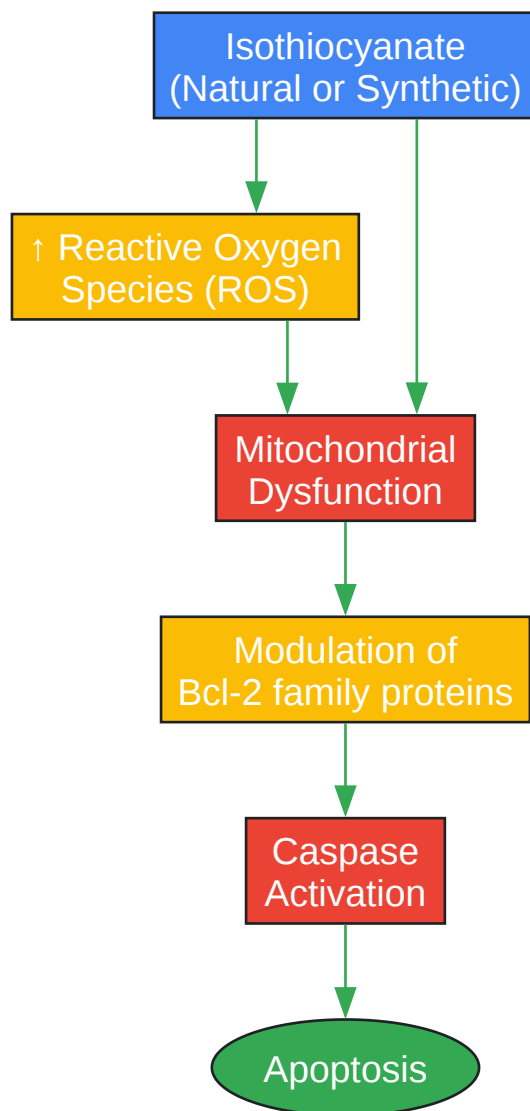 Isothiocyanate
(Natural or Synthetic)
↑ Reactive Oxygen
Species (ROS)
Mitochondrial
Dysfunction
Modulation of
Bcl-2 family proteins
Caspase
Activation
Apoptosis